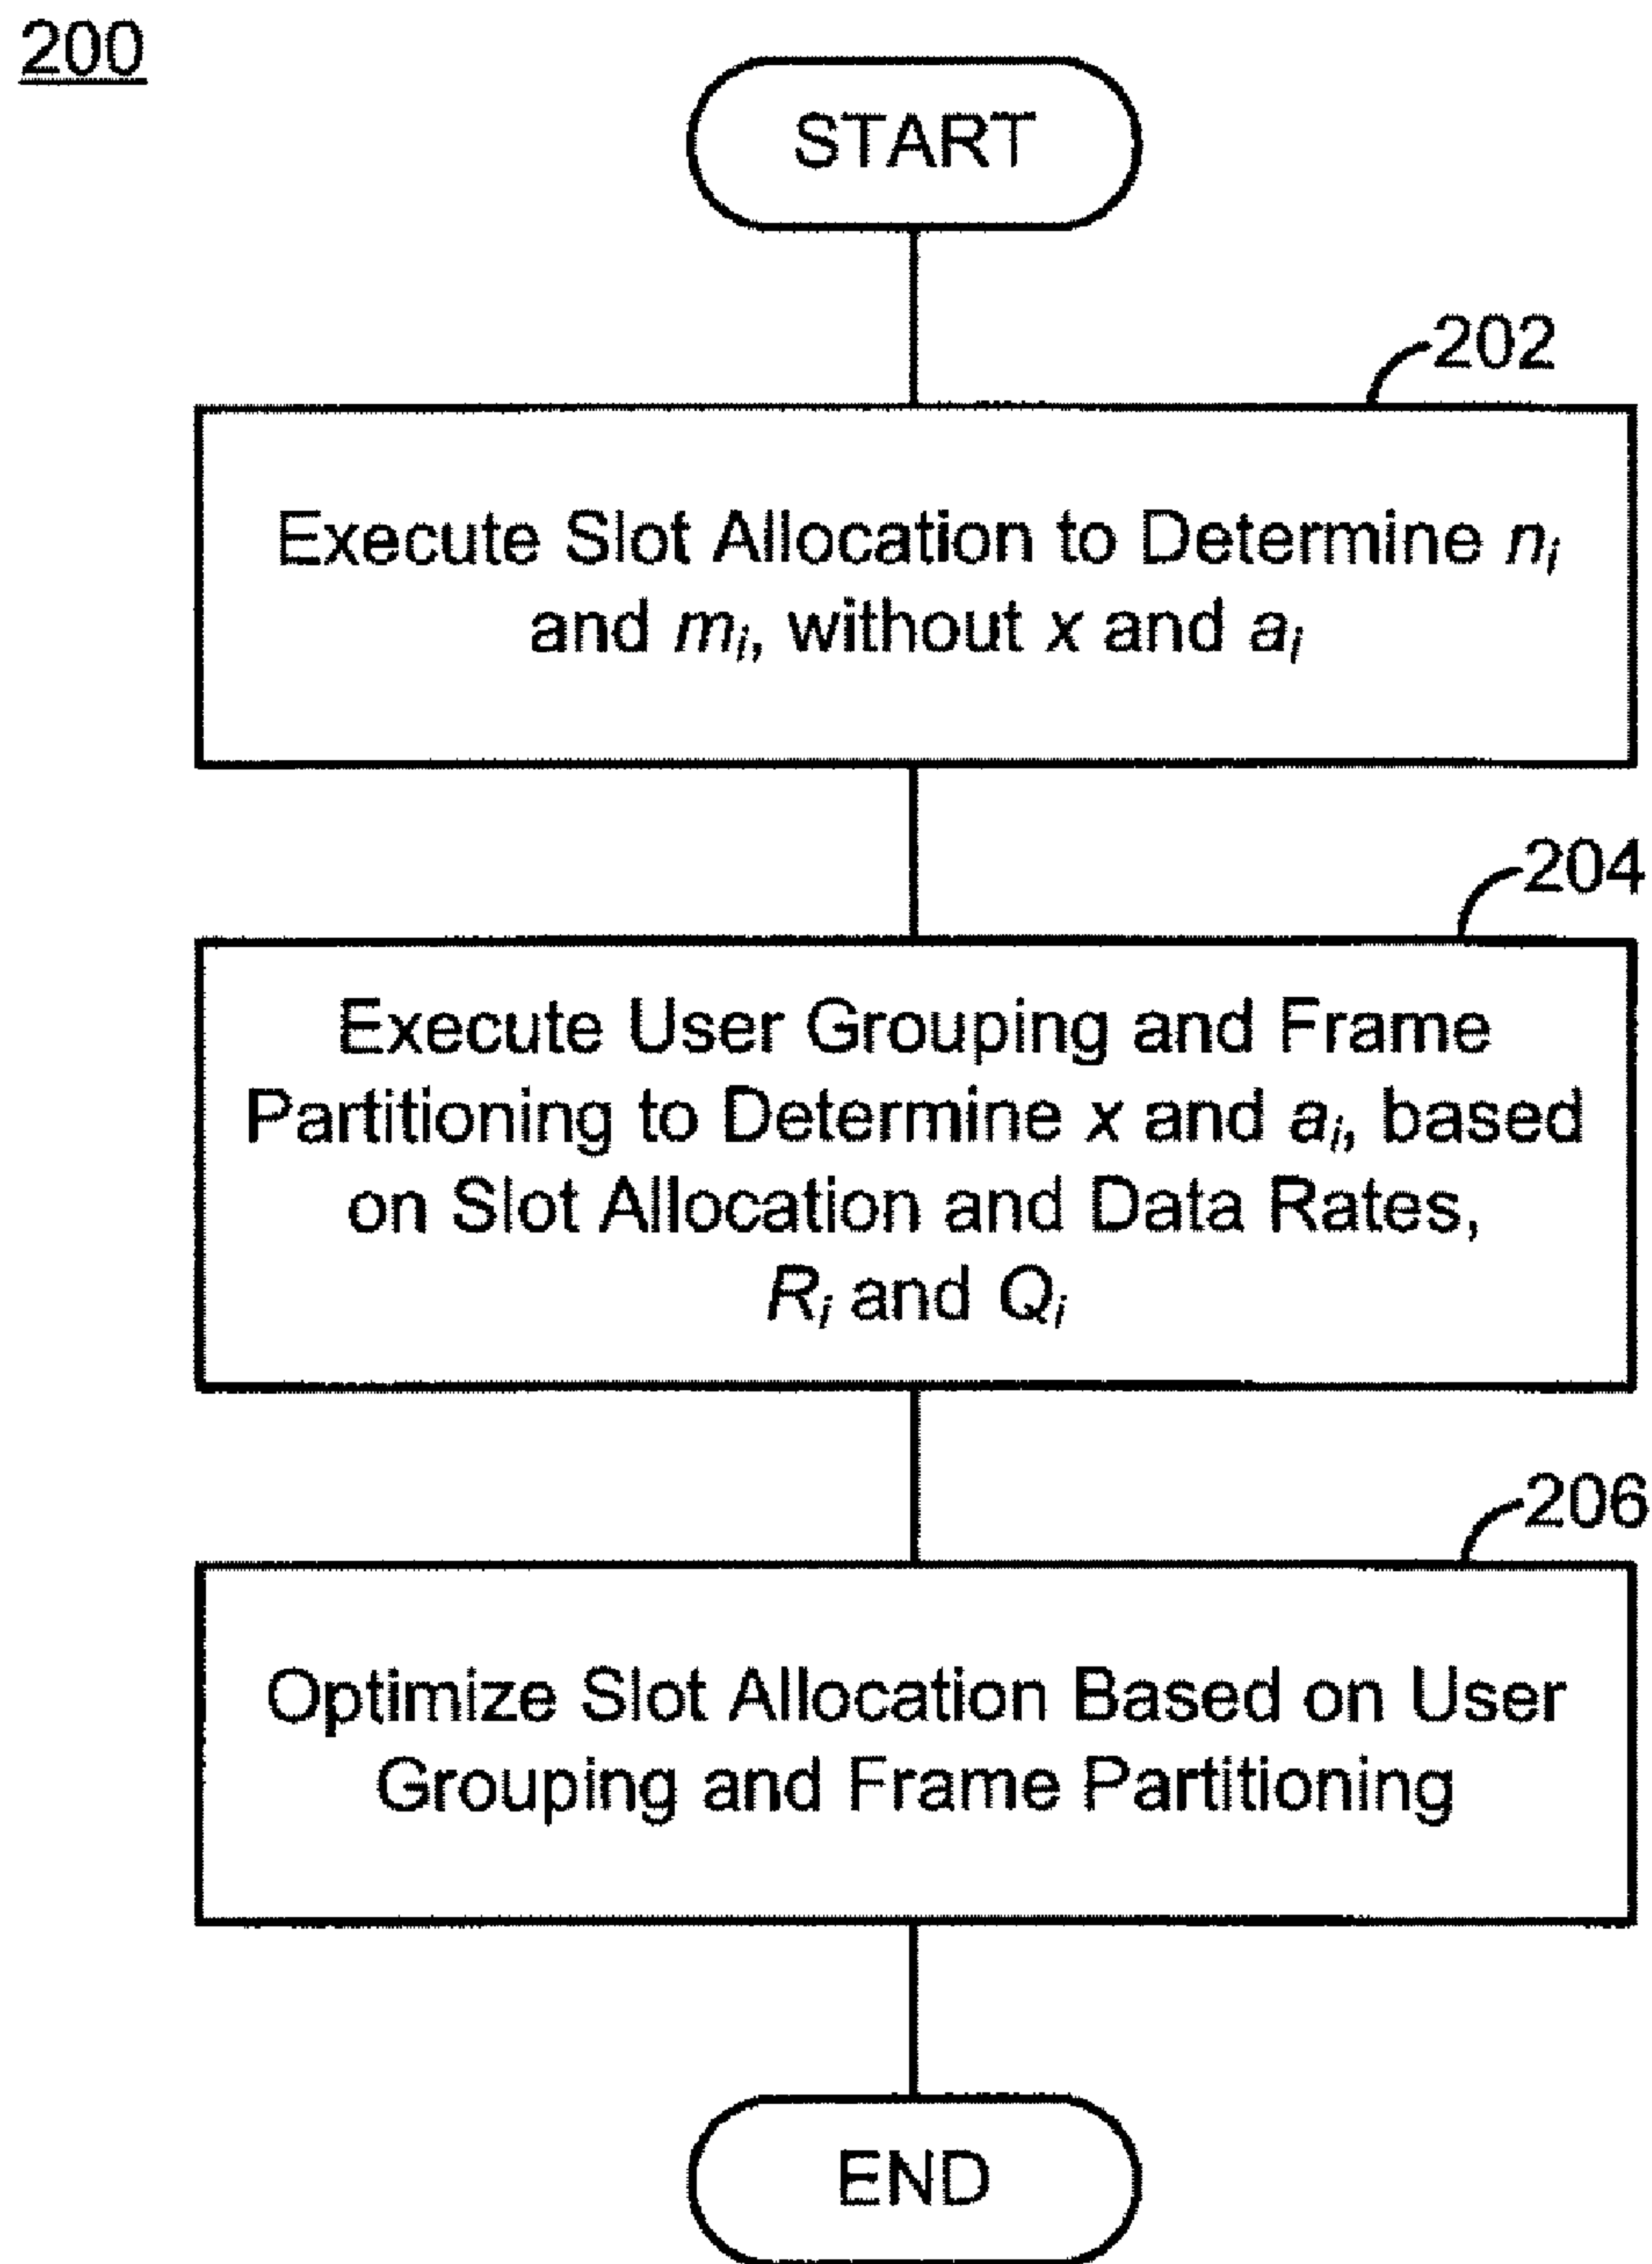 200
START
202
Execute Slot Allocation to Determine nᵢ
and mᵢ, without x and aᵢ
204
Execute User Grouping and Frame
Partitioning to Determine x and aᵢ, based
on Slot Allocation and Data Rates,
Rᵢ and Qᵢ
206
Optimize Slot Allocation Based on User
Grouping and Frame Partitioning
END